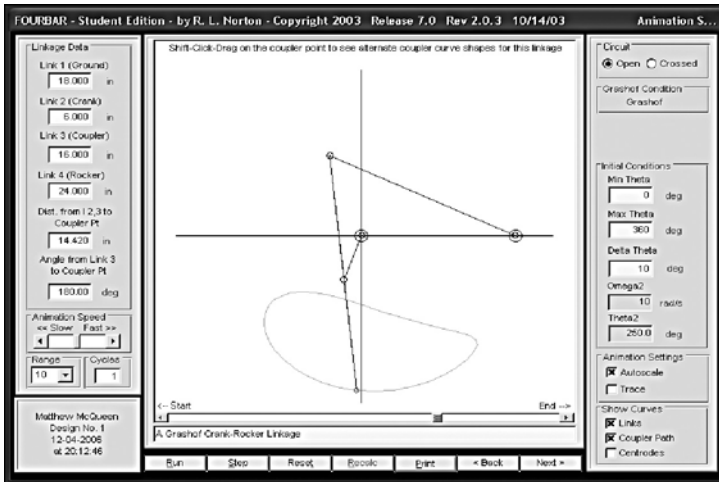 FOURBAR - Student Edition - by R. L. Norton - Copyright 2003 Release 7.0 Rev 2.0.3 10/14/03 Animation S...
Linkage Data
Link 1 (Ground)
18.000 in
Link 2 (Crank)
6.000 in
Link 3 (Coupler)
16.000 in
Link 4 (Rocker)
24.000 in
Dist. from I 2,3 to
Coupler Pt
14.420 in
Angle from Link 3
to Coupler Pt
180.00 deg
Animation Speed
<< Slow Fast >>
Range
10
Cycles
1
Matthew McQueen
Design No. 1
12-04-2006
at 20:12:46
Shift-Click-Drag on the coupler point to see alternate coupler curve shapes for this linkage
<-- Start
End -->
A Grashof Crank-Rocker Linkage
Run Step Reset Recalc Print < Back Next >
Circuit
Open Crossed
Grashof Condition
Grashof
Initial Conditions
Min Theta
0 deg
Max Theta
360 deg
Delta Theta
10 deg
Omega2
10 rad/s
Theta2
250.0 deg
Animation Settings
Autoscale
Trace
Show Curves
Links
Coupler Path
Centrodes